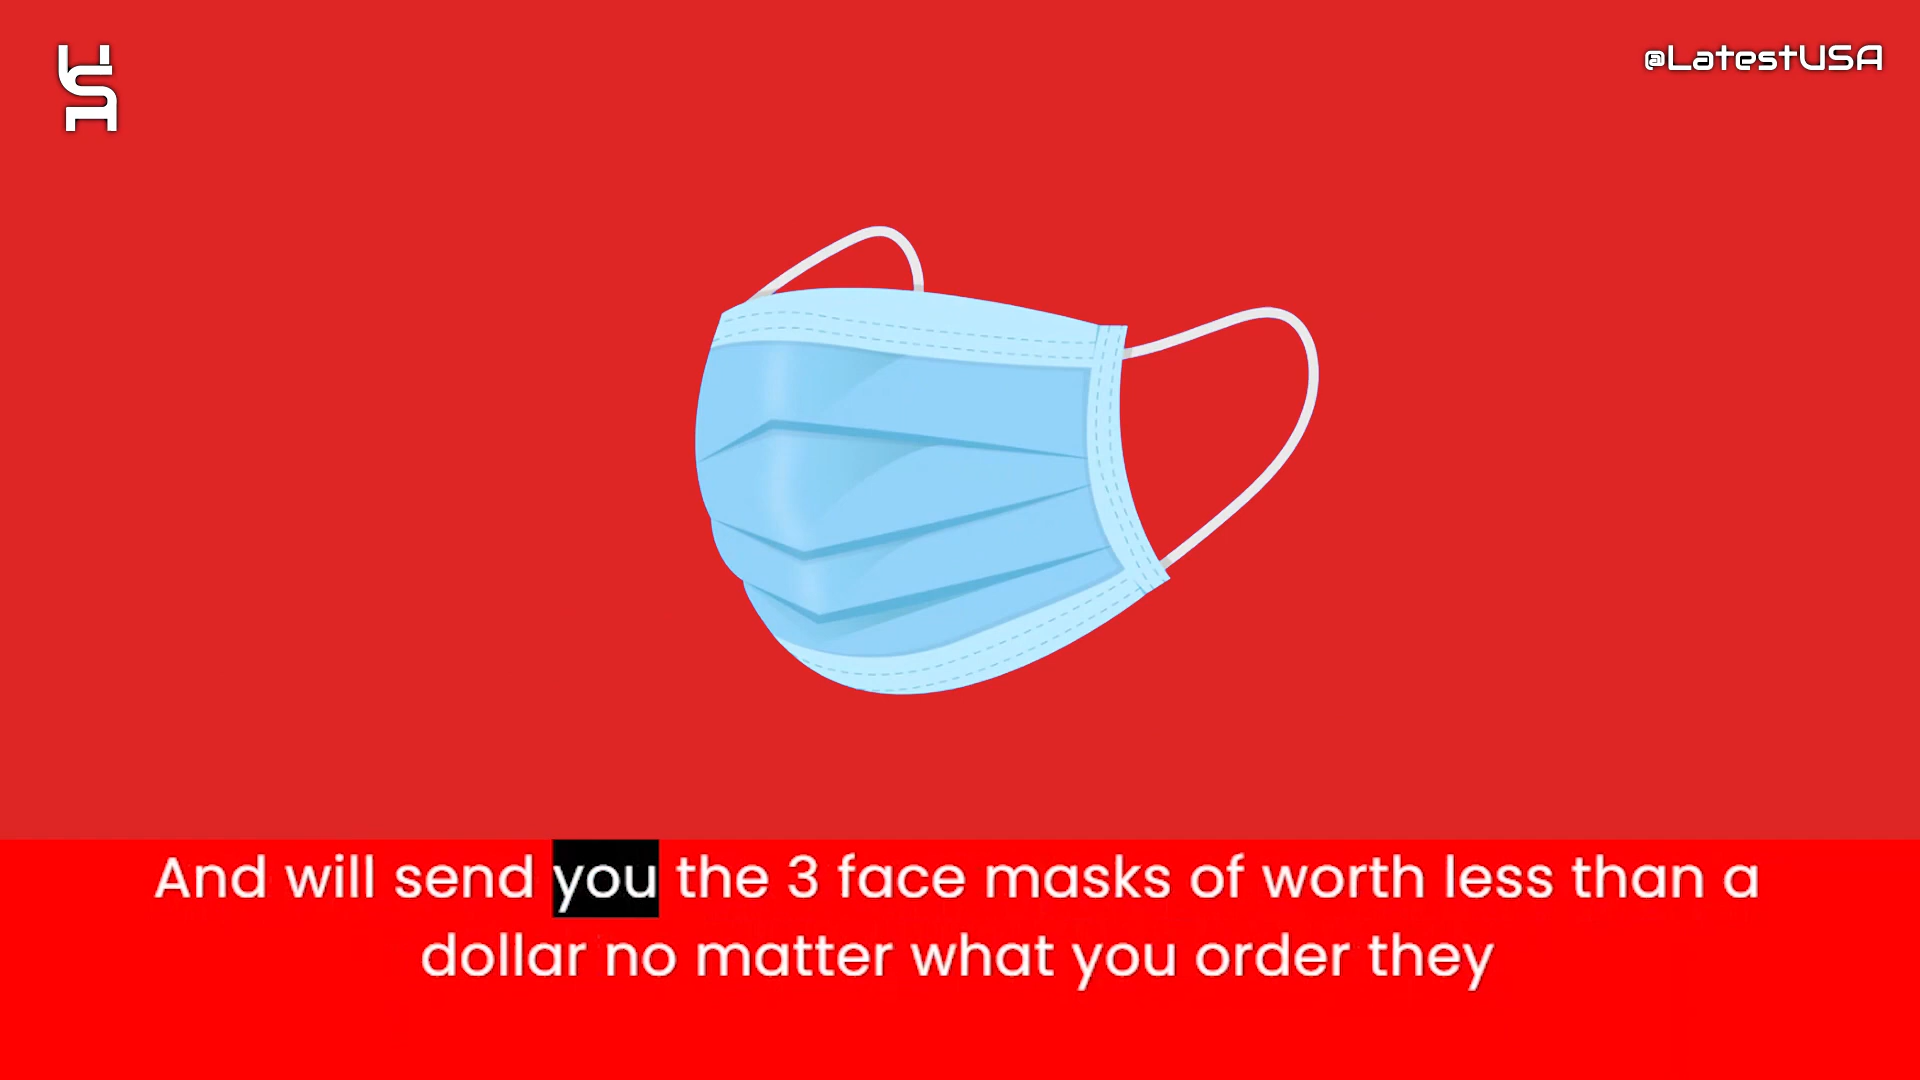 USA
@LatestUSA
And will send you the 3 face masks of worth less than a
dollar no matter what you order they